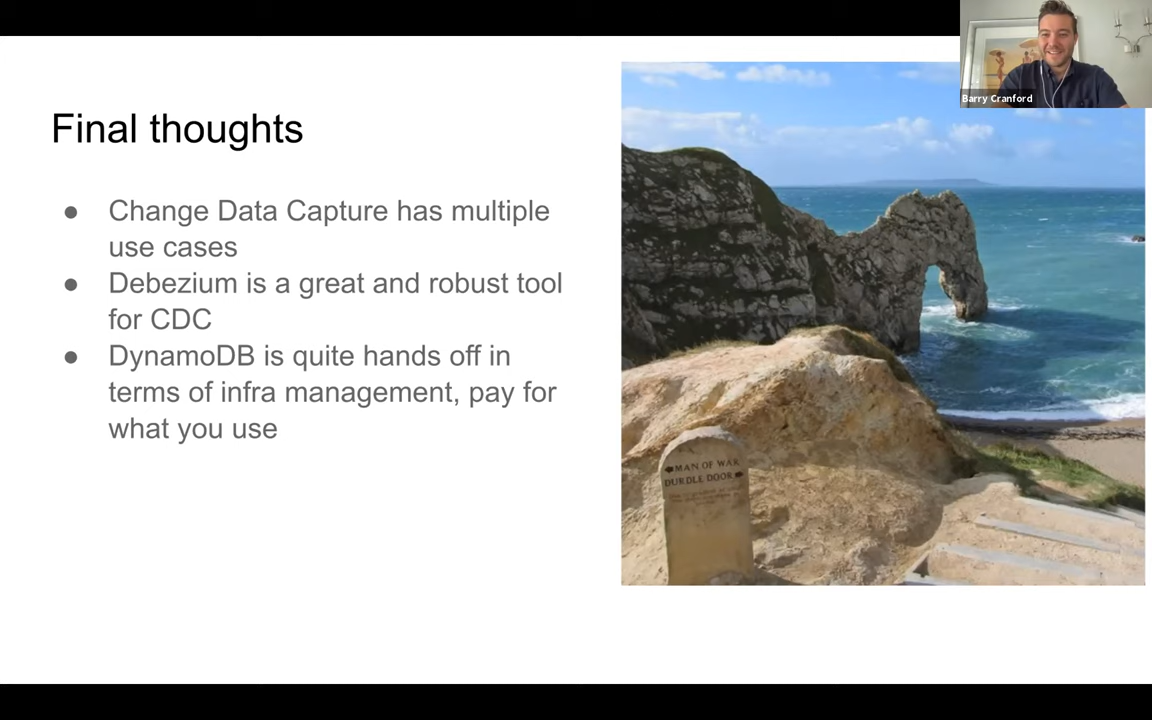 Barry Cranford
Final thoughts
● Change Data Capture has multiple
use cases
● Debezium is a great and robust tool
for CDC
● DynamoDB is quite hands off in
terms of infra management, pay for
what you use
MAN OF WAR
DURDLE DOOR